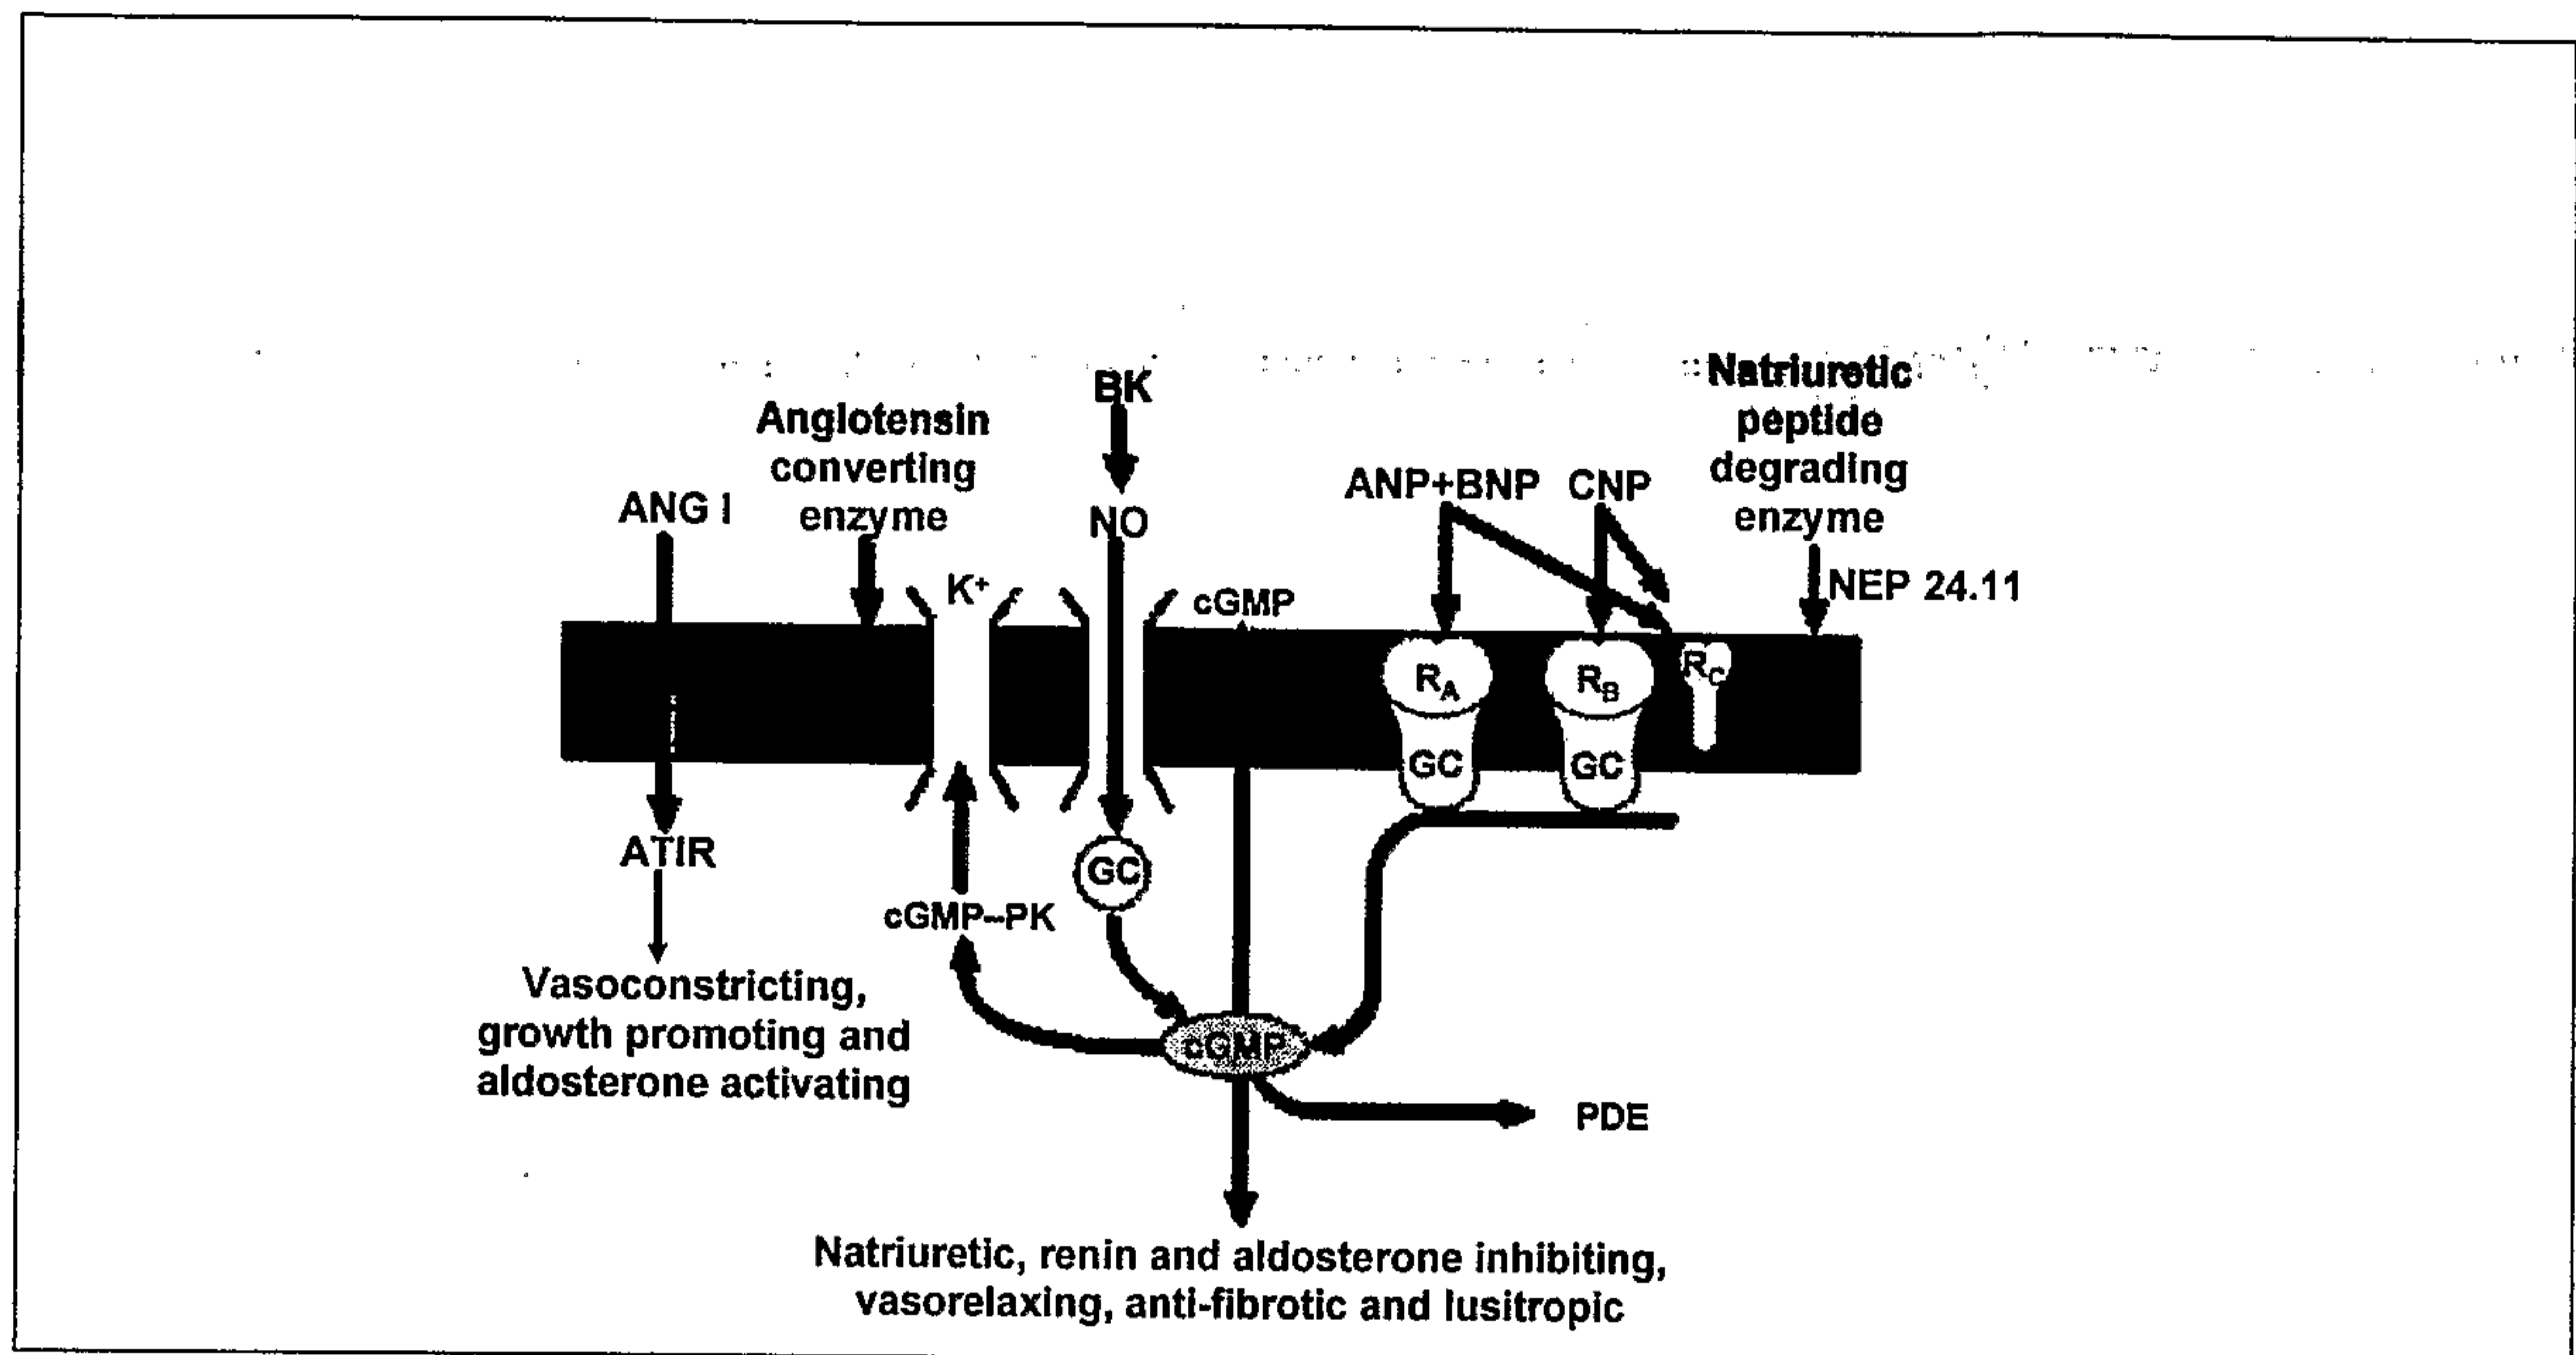 BK
Natriuretic
peptide
degrading
enzyme
Anglotensin
converting
enzyme
ANG I
NO
ANP+BNP
CNP
K+
cGMP
NEP 24.11
RA
RB
RC
GC
GC
ATIR
GC
cGMP–PK
Vasoconstricting,
growth promoting and
aldosterone activating
cGMP
PDE
Natriuretic, renin and aldosterone inhibiting,
vasorelaxing, anti-fibrotic and lusitropic